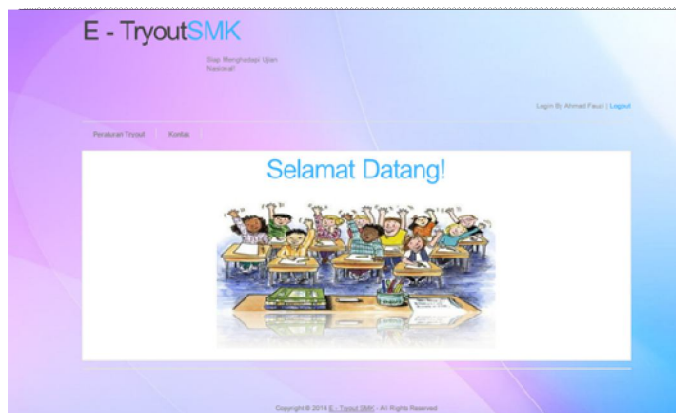 E - TryoutSMK
Siap Menghadapi Ujian
Nasional!
Login By Ahmad Fauzi | Logout
Peraturan Tryout
Kontak
Selamat Datang!
Copyright© 2014 E - Tryout SMK - All Rights Reserved